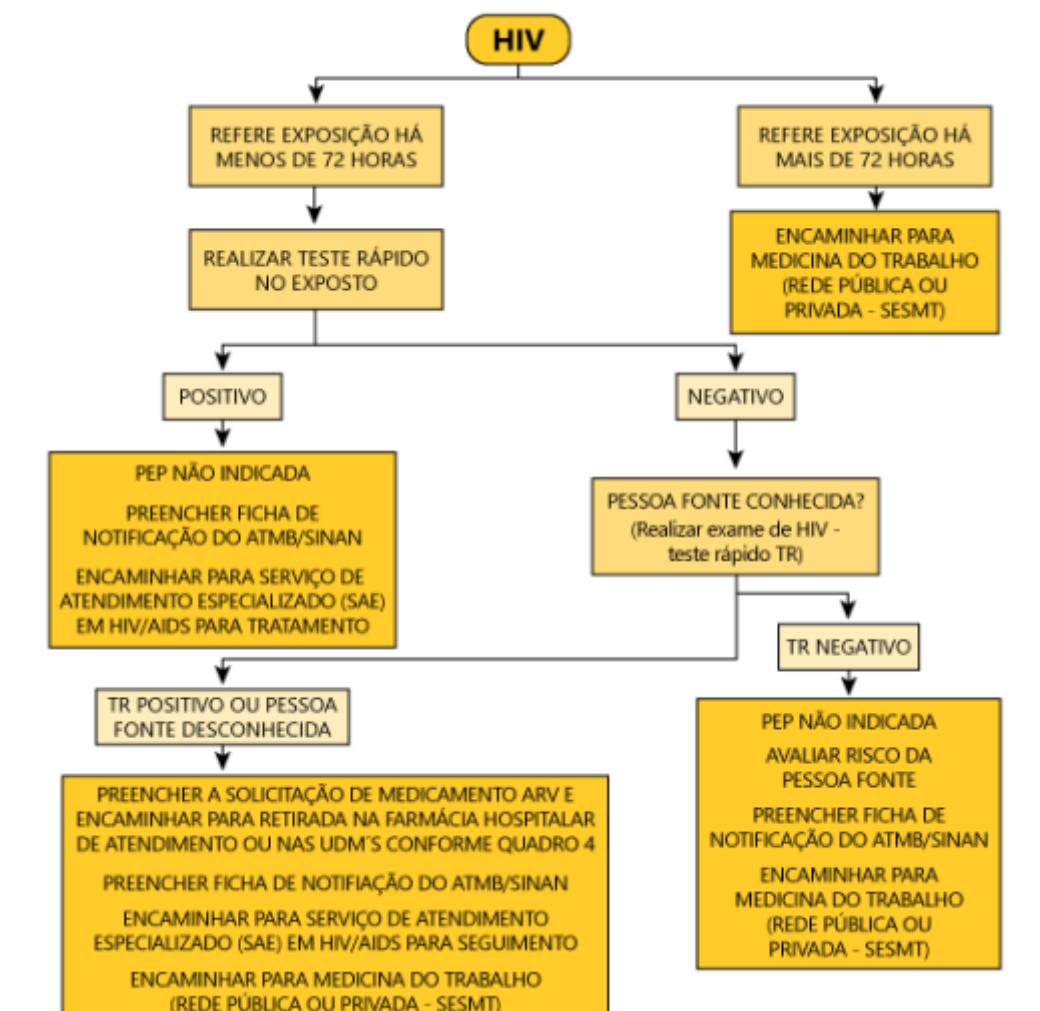 HIV
REFERE EXPOSIÇÃO HÁ
MENOS DE 72 HORAS
REFERE EXPOSIÇÃO HÁ
MAIS DE 72 HORAS
REALIZAR TESTE RÁPIDO
NO EXPOSTO
ENCAMINHAR PARA
MEDICINA DO TRABALHO
(REDE PÚBLICA OU
PRIVADA - SESMT)
POSITIVO
NEGATIVO
PEP NÃO INDICADA
PREENCHER FICHA DE
NOTIFICAÇÃO DO ATMB/SINAN
ENCAMINHAR PARA SERVIÇO DE
ATENDIMENTO ESPECIALIZADO (SAE)
EM HIV/AIDS PARA TRATAMENTO
PESSOA FONTE CONHECIDA?
(Realizar exame de HIV -
teste rápido TR)
TR NEGATIVO
TR POSITIVO OU PESSOA
FONTE DESCONHECIDA
PEP NÃO INDICADA
AVALIAR RISCO DA
PESSOA FONTE
PREENCHER FICHA DE
NOTIFICAÇÃO DO ATMB/SINAN
ENCAMINHAR PARA
MEDICINA DO TRABALHO
(REDE PÚBLICA OU
PRIVADA - SESMT)
PREENCHER A SOLICITAÇÃO DE MEDICAMENTO ARV E
ENCAMINHAR PARA RETIRADA NA FARMÁCIA HOSPITALAR
DE ATENDIMENTO OU NAS UDM´S CONFORME QUADRO 4
PREENCHER FICHA DE NOTIFIAÇÃO DO ATMB/SINAN
ENCAMINHAR PARA SERVIÇO DE ATENDIMENTO
ESPECIALIZADO (SAE) EM HIV/AIDS PARA SEGUIMENTO
ENCAMINHAR PARA MEDICINA DO TRABALHO
(REDE PÚBLICA OU PRIVADA - SESMT)